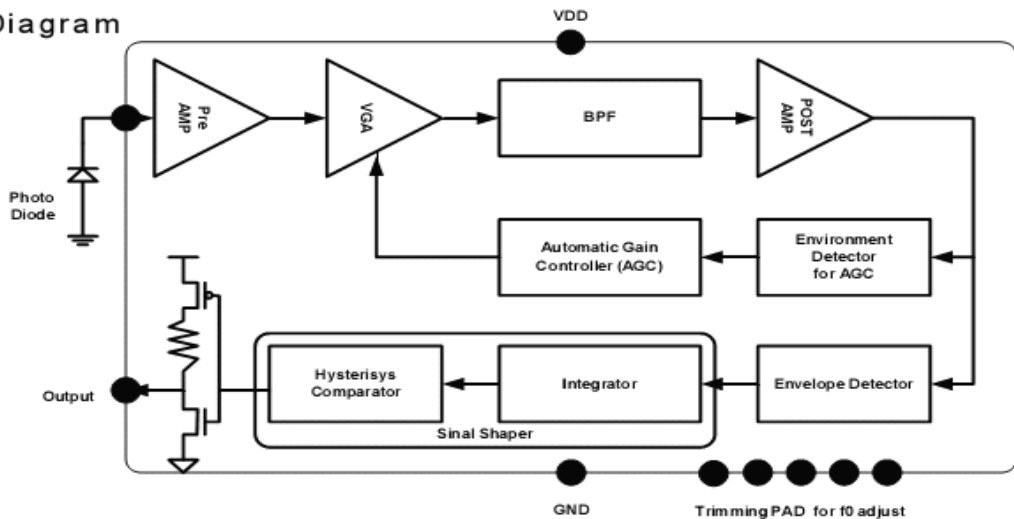 Diagram
VDD
Pre
AMP
VGA
BPF
POST
AMP
Photo
Diode
Automatic Gain
Controller (AGC)
Environment
Detector
for AGC
Output
Hysterisys
Comparator
Integrator
Envelope Detector
Sinal Shaper
GND
Trimming PAD for f0 adjust